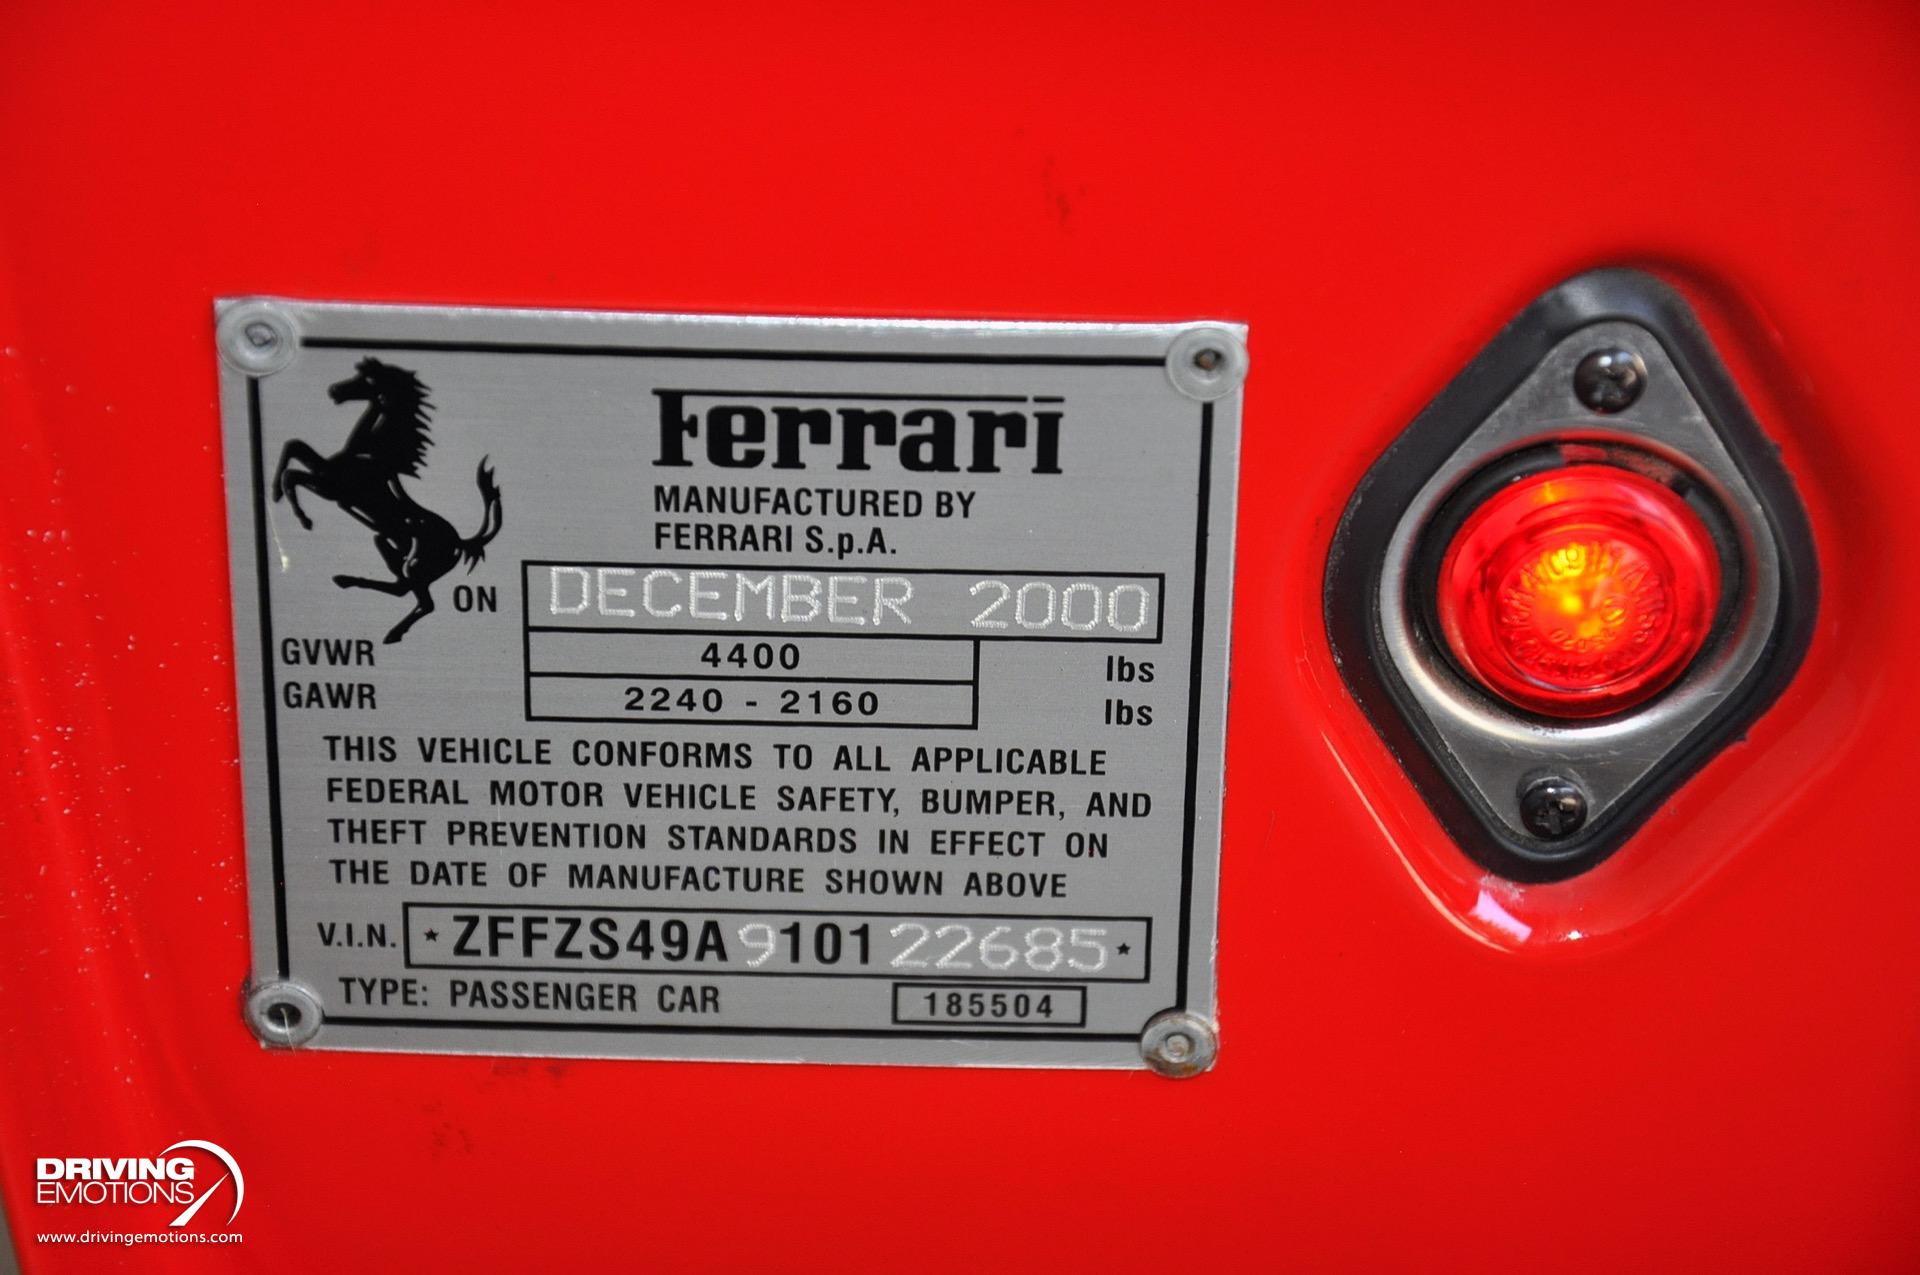 Ferrari
MANUFACTURED BY
FERRARI S.p.A.
ON DECEMBER 2000
GVWR 4400 lbs
GAWR 2240 - 2160 lbs
THIS VEHICLE CONFORMS TO ALL APPLICABLE
FEDERAL MOTOR VEHICLE SAFETY, BUMPER, AND
THEFT PREVENTION STANDARDS IN EFFECT ON
THE DATE OF MANUFACTURE SHOWN ABOVE
V.I.N. * ZFFZS49A910122685 *
TYPE: PASSENGER CAR 185504
DRIVING
EMOTIONS
www.drivingemotions.com